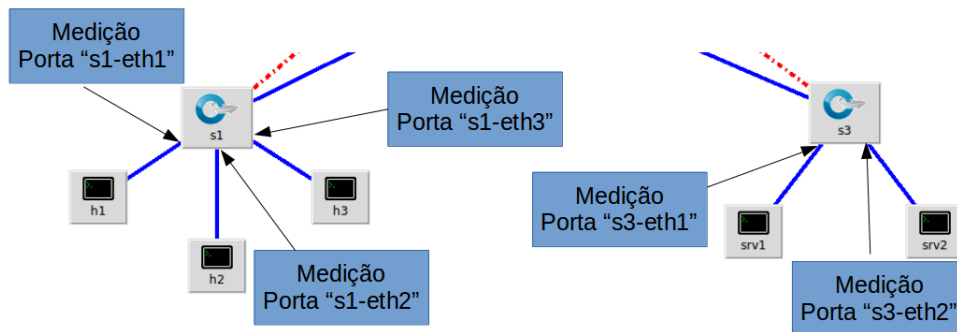 Medição
Porta “s1-eth1”
Medição
Porta “s1-eth3”
s1
h1
h3
h2
Medição
Porta “s1-eth2”
s3
Medição
Porta “s3-eth1”
srv1
srv2
Medição
Porta “s3-eth2”